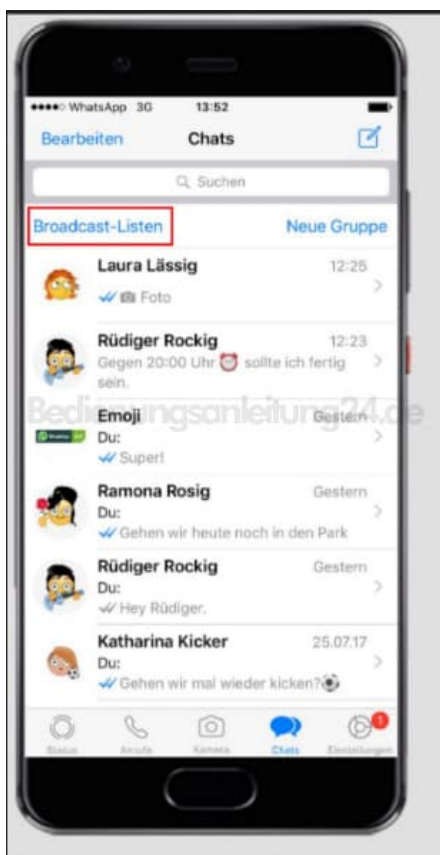 WhatsApp 3G 13:52
Bearbeiten Chats
Suchen
Broadcast-Listen Neue Gruppe
Laura Lässig 12:25
Foto
Rüdiger Rockig 12:23
Gegen 20:00 Uhr ⏰ sollte ich fertig
sein.
Bedienungsanleitung24.de
Emoji Gestern
Du:
Super!
Ramona Rosig Gestern
Du:
Gehen wir heute noch in den Park
Rüdiger Rockig Gestern
Du:
Hey Rüdiger.
Katharina Kicker 25.07.17
Du:
Gehen wir mal wieder kicken?⚽
1
Status Anrufe Kamera Chats Einstellungen